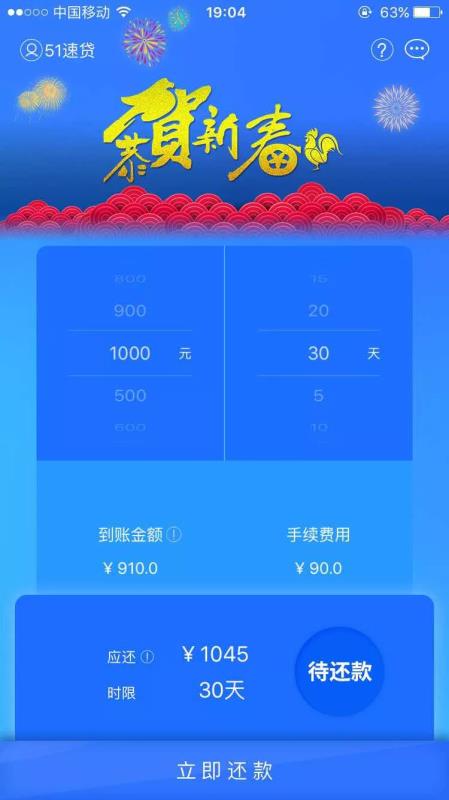 中国移动 19:04 63%
51速贷
恭贺新春
800 15
900 20
1000 元 30 天
500 5
600 10
到账金额 手续费用
￥910.0 ￥90.0
应还 ￥1045
时限 30天
待还款
立即还款